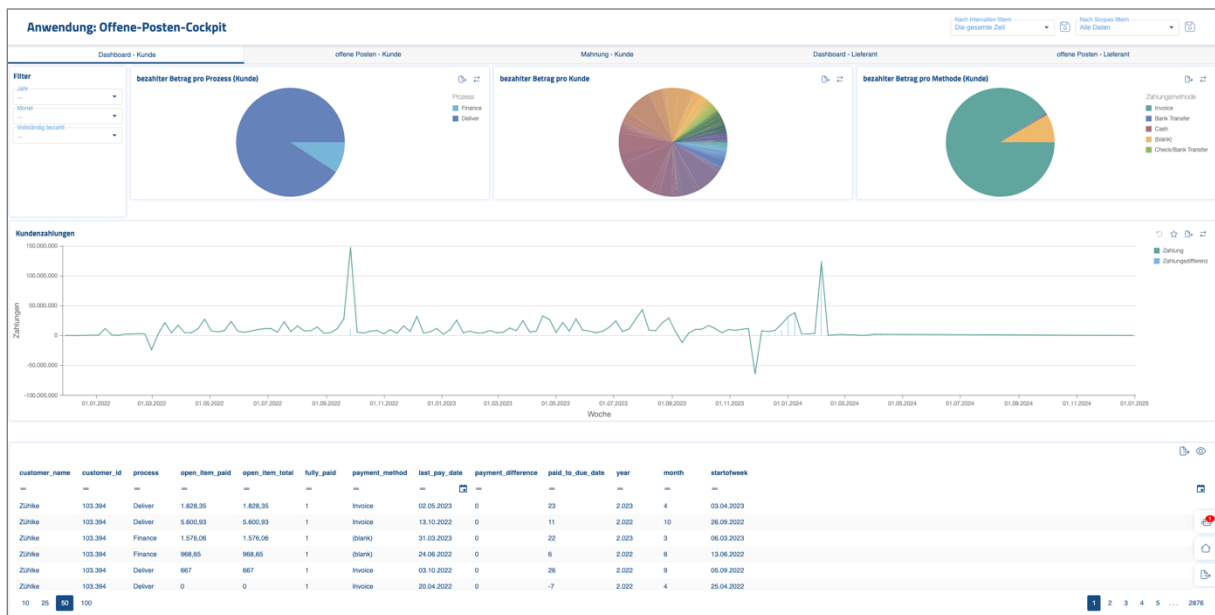 Anwendung: Offene-Posten-Cockpit
Nach Intervallen filtern
Die gesamte Zeit
Nach Scopes filtern
Alle Daten
Dashboard - Kunde
offene Posten - Kunde
Mahnung - Kunde
Dashboard - Lieferant
offene Posten - Lieferant
Filter
Jahr
...
Monat
...
Vollständig bezahlt
...
bezahlter Betrag pro Prozess (Kunde)
Prozess
Finance
Deliver
bezahlter Betrag pro Kunde
bezahlter Betrag pro Methode (Kunde)
Zahlungsmethode
Invoice
Bank Transfer
Cash
(blank)
Check/Bank Transfer
Kundenzahlungen
Zahlung
Zahlungsdifferenz
Zahlungen
150.000.000
100.000.000
50.000.000
0
-50.000.000
-100.000.000
01.01.2022 01.03.2022 01.05.2022 01.07.2022 01.09.2022 01.11.2022 01.01.2023 01.03.2023 01.05.2023 01.07.2023 01.09.2023 01.11.2023 01.01.2024 01.03.2024 01.05.2024 01.07.2024 01.09.2024 01.11.2024 01.01.2025
Woche
customer_name customer_id process open_item_paid open_item_total fully_paid payment_method last_pay_date payment_difference paid_to_due_date year month startofweek
= = = = = = = = = = = = =
Zühlke 103.394 Deliver 1.828,35 1.828,35 1 Invoice 02.05.2023 0 23 2.023 4 03.04.2023
Zühlke 103.394 Deliver 5.600,93 5.600,93 1 Invoice 13.10.2022 0 11 2.022 10 26.09.2022
Zühlke 103.394 Finance 1.576,06 1.576,06 1 (blank) 31.03.2023 0 22 2.023 3 06.03.2023
Zühlke 103.394 Finance 968,65 968,65 1 (blank) 24.06.2022 0 6 2.022 6 13.06.2022
Zühlke 103.394 Deliver 667 667 1 Invoice 03.10.2022 0 26 2.022 9 05.09.2022
Zühlke 103.394 Deliver 0 0 1 Invoice 20.04.2022 0 -7 2.022 4 25.04.2022
1
10 25 50 100
1 2 3 4 5 ... 2876